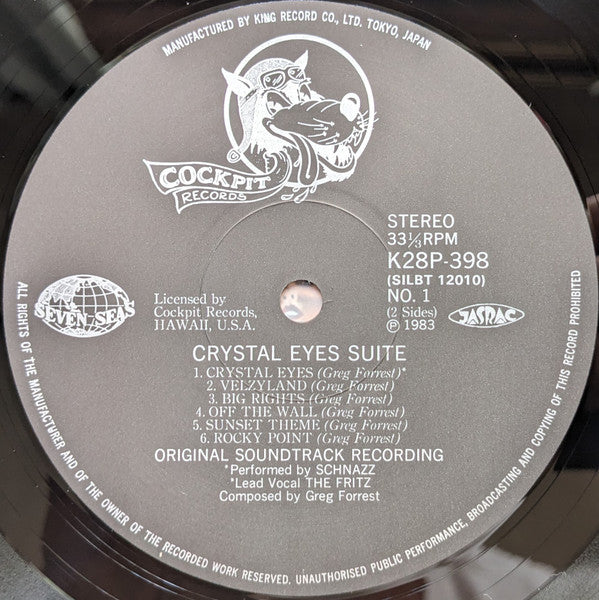 MANUFACTURED BY KING RECORD CO., LTD. TOKYO, JAPAN
COCKPIT
RECORDS
STEREO
33⅓RPM
K28P-398
(SILBT 12010)
NO. 1
(2 Sides)
Ⓟ 1983
JASRAC
SEVEN SEAS
Licensed by
Cockpit Records,
HAWAII, U.S.A.
CRYSTAL EYES SUITE
1. CRYSTAL EYES (Greg Forrest)*
2. VELZYLAND (Greg Forrest)
3. BIG RIGHTS (Greg Forrest)
4. OFF THE WALL (Greg Forrest)
5. SUNSET THEME (Greg Forrest)
6. ROCKY POINT (Greg Forrest)
ORIGINAL SOUNDTRACK RECORDING
*Performed by SCHNAZZ
*Lead Vocal THE FRITZ
Composed by Greg Forrest
ALL RIGHTS OF THE MANUFACTURER AND OF THE OWNER OF THE RECORDED WORK RESERVED. UNAUTHORISED PUBLIC PERFORMANCE, BROADCASTING AND COPYING OF THIS RECORD PROHIBITED